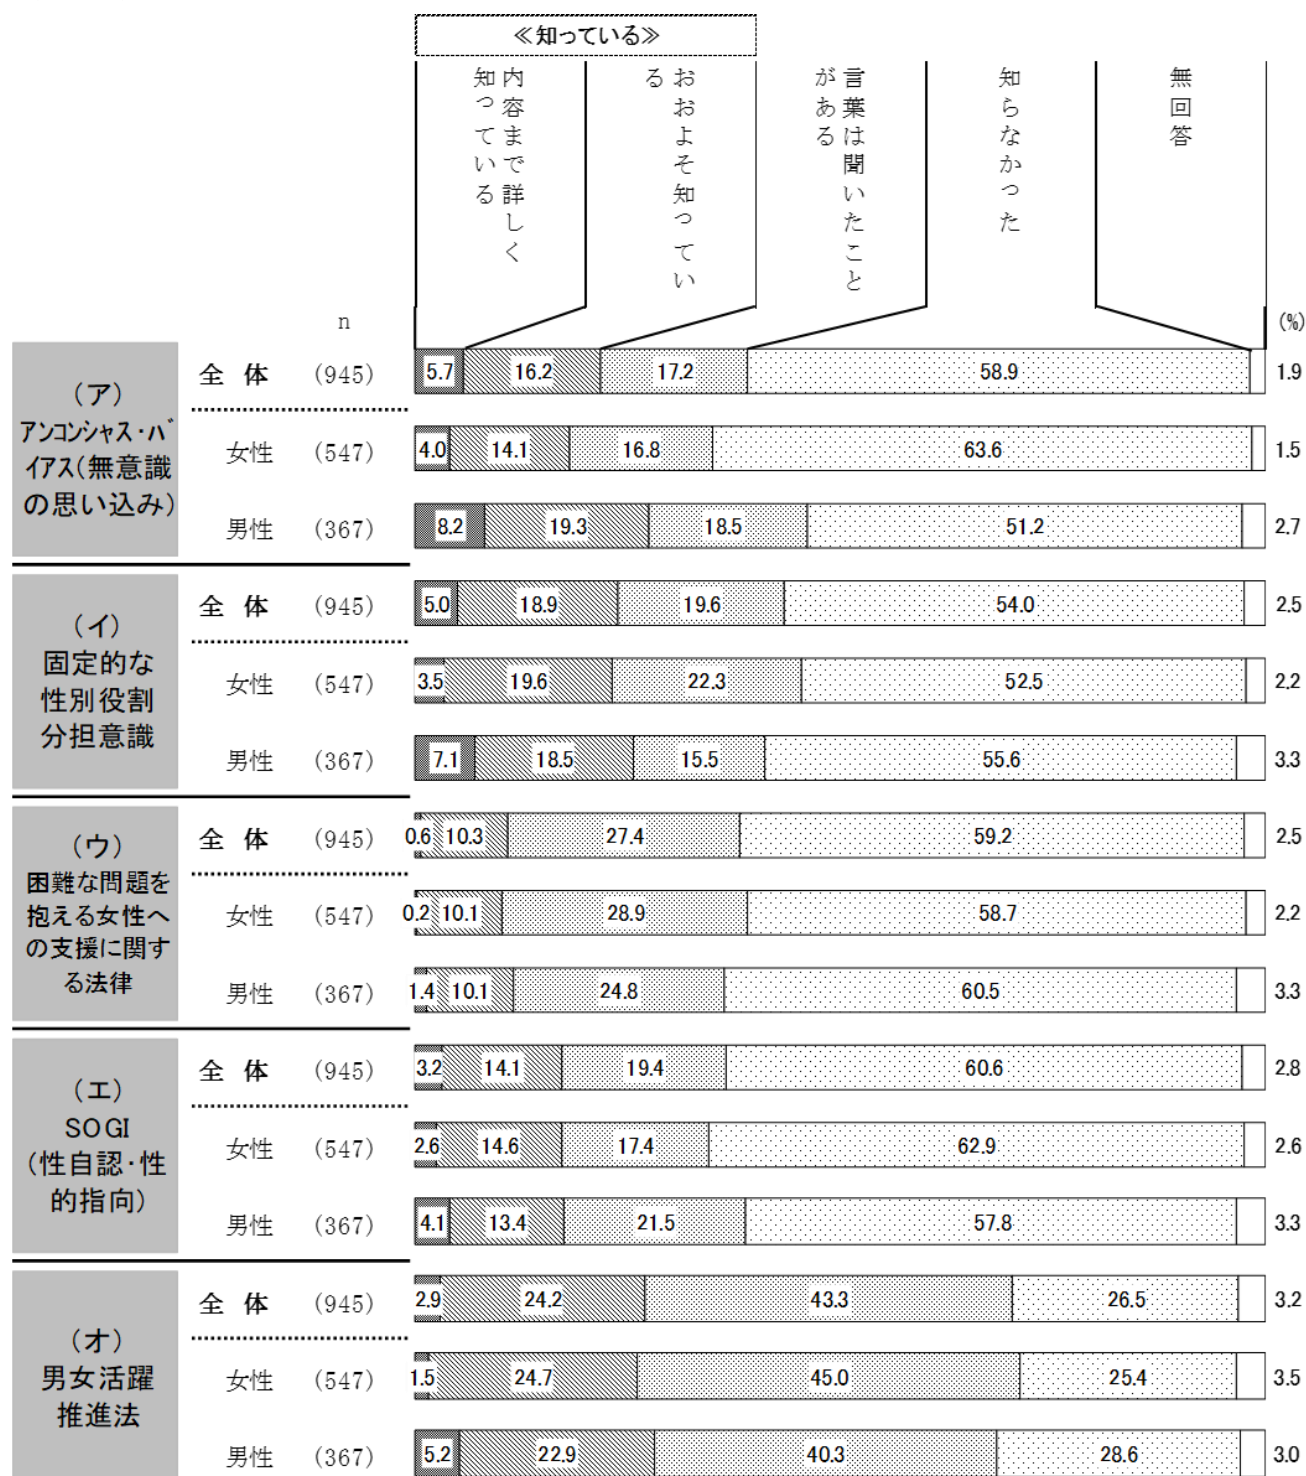 ≪知っている≫
内容まで詳しく
知っている
おおよそ知ってい
る
言葉は聞いたこと
がある
知らなかった
無回答
n
(%)
(ア)
アンコンシャス・バ
イアス(無意識
の思い込み)
全 体 (945) 5.7 16.2 17.2 58.9 1.9
女性 (547) 4.0 14.1 16.8 63.6 1.5
男性 (367) 8.2 19.3 18.5 51.2 2.7
(イ)
固定的な
性別役割
分担意識
全 体 (945) 5.0 18.9 19.6 54.0 2.5
女性 (547) 3.5 19.6 22.3 52.5 2.2
男性 (367) 7.1 18.5 15.5 55.6 3.3
(ウ)
困難な問題を
抱える女性へ
の支援に関す
る法律
全 体 (945) 0.6 10.3 27.4 59.2 2.5
女性 (547) 0.2 10.1 28.9 58.7 2.2
男性 (367) 1.4 10.1 24.8 60.5 3.3
(エ)
SOGI
(性自認・性
的指向)
全 体 (945) 3.2 14.1 19.4 60.6 2.8
女性 (547) 2.6 14.6 17.4 62.9 2.6
男性 (367) 4.1 13.4 21.5 57.8 3.3
(オ)
男女活躍
推進法
全 体 (945) 2.9 24.2 43.3 26.5 3.2
女性 (547) 1.5 24.7 45.0 25.4 3.5
男性 (367) 5.2 22.9 40.3 28.6 3.0